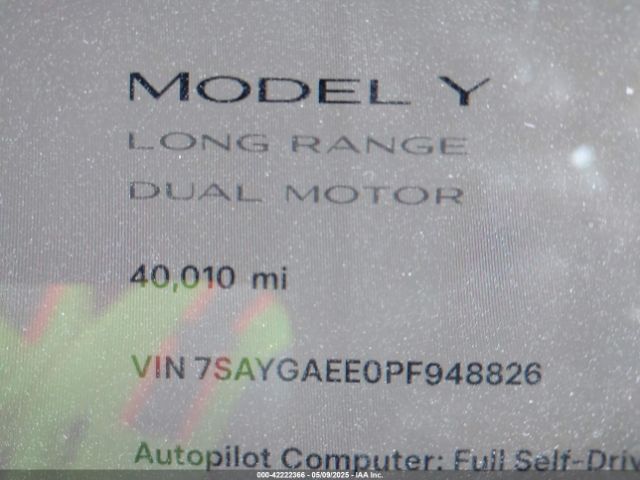 MODEL Y
LONG RANGE
DUAL MOTOR
40,010 mi
VIN 7SAYGAEE0PF948826
Autopilot Computer: Full Self-Driv
000-42222366 - 05/09/2025 - IAA Inc.